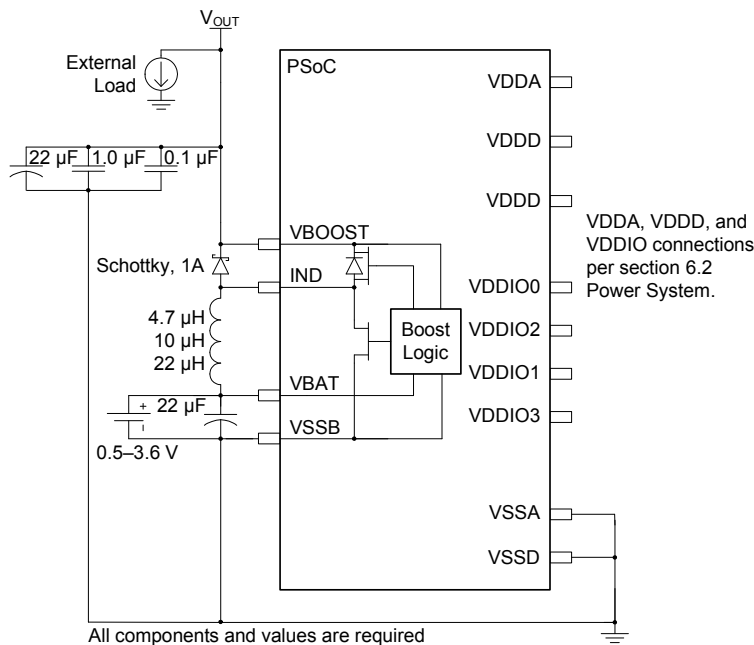 VOUT
External
Load
PSoC
VDDA
VDDD
VDDD
22 µF 1.0 µF 0.1 µF
VDDA, VDDD, and
VDDIO connections
per section 6.2
Power System.
VBOOST
Schottky, 1A
IND
VDDIO0
4.7 µH
10 µH
22 µH
Boost
Logic
VDDIO2
VDDIO1
VBAT
22 µF
VDDIO3
+
-
VSSB
0.5–3.6 V
VSSA
VSSD
All components and values are required